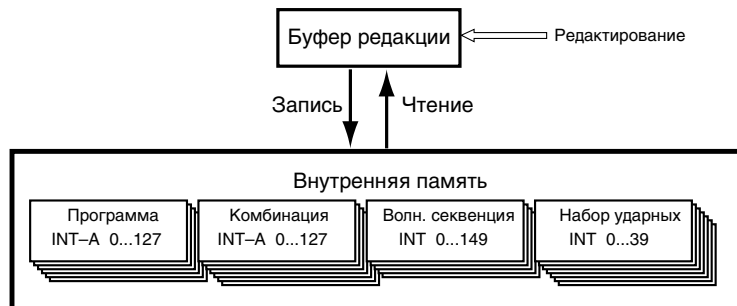 Буфер редакции
Редактирование
Запись
Чтение
Внутренняя память
Программа
INT–A 0...127
Комбинация
INT–A 0...127
Волн. секвенция
INT 0...149
Набор ударных
INT 0...39